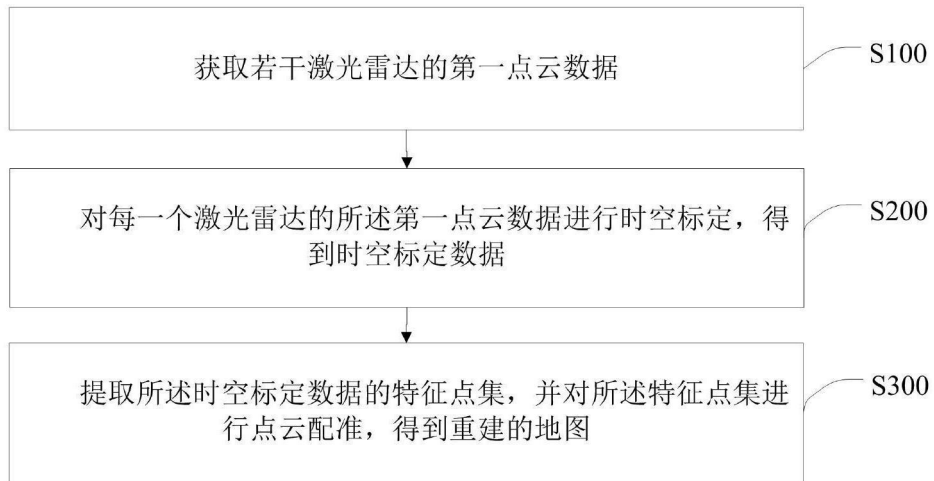 获取若干激光雷达的第一点云数据
S100
对每一个激光雷达的所述第一点云数据进行时空标定，得
到时空标定数据
S200
提取所述时空标定数据的特征点集，并对所述特征点集进
行点云配准，得到重建的地图
S300